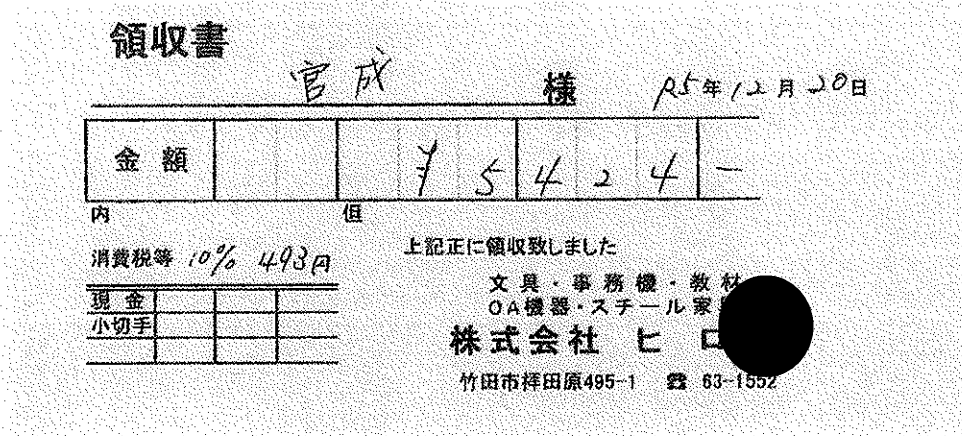 領収書
官成 様 R5年12月20日
金額 ¥5424-
内 但
消費税等 10% 493円
上記正に領収致しました
現金
小切手
文具・事務機・教材
OA機器・スチール家
株式会社 ヒロ
竹田市拝田原495-1 ☎ 63-1552